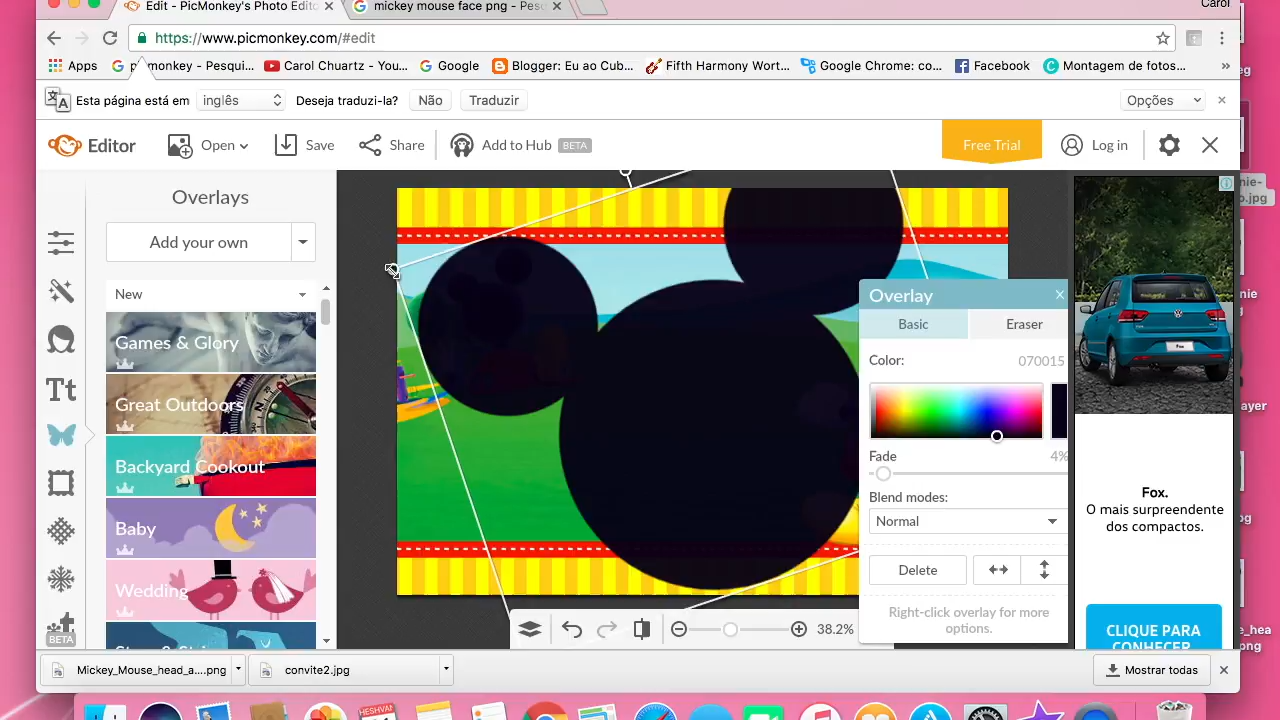 Edit - PicMonkey's Photo Edito
mickey mouse face png - Pesq
Carol
https://www.picmonkey.com/#edit
Apps
picmonkey - Pesqui...
Carol Chuartz - You...
Google
Blogger: Eu ao Cub...
Fifth Harmony Wort...
Google Chrome: co...
Facebook
Montagem de fotos...
»
Esta página está em
inglês
Deseja traduzi-la?
Não
Traduzir
Opções
Editor
Open
Save
Share
Add to Hub
BETA
Free Trial
Log in
Overlays
Add your own
New
Games & Glory
Great Outdoors
Backyard Cookout
Baby
Wedding
Tt
BETA
Overlay
Basic
Eraser
Color:
070015
Fade
4%
Blend modes:
Normal
Delete
Right-click overlay for more
options.
38.2%
Fox.
O mais surpreendente
dos compactos.
CLIQUE PARA
CONHECER
Mickey_Mouse_head_a....png
convite2.jpg
Mostrar todas